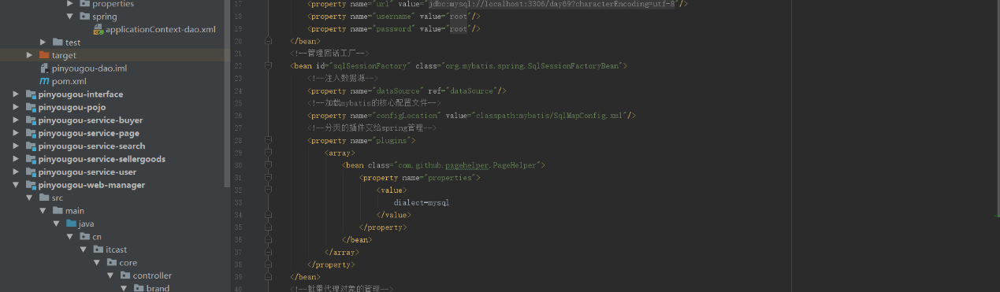 properties
spring
applicationContext-dao.xml
test
target
pinyougou-dao.iml
pom.xml
pinyougou-interface
pinyougou-pojo
pinyougou-service-buyer
pinyougou-service-page
pinyougou-service-search
pinyougou-service-sellergoods
pinyougou-service-user
pinyougou-web-manager
src
main
java
cn
itcast
core
controller
brand
17 <property name="url" value="jdbc:mysql://localhost:3306/day69?characterEncoding=utf-8"/>
18 <property name="username" value="root"/>
19 <property name="password" value="root"/>
20 </bean>
21 <!--管理回话工厂-->
22 <bean id="sqlSessionFactory" class="org.mybatis.spring.SqlSessionFactoryBean">
23 <!--注入数据源-->
24 <property name="dataSource" ref="dataSource"/>
25 <!--加载mybatis的核心配置文件-->
26 <property name="configLocation" value="classpath:mybatis/SqlMapConfig.xml"/>
27 <!--分页的插件交给spring管理-->
28 <property name="plugins">
29 <array>
30 <bean class="com.github.pagehelper.PageHelper">
31 <property name="properties">
32 <value>
33 dialect=mysql
34 </value>
35 </property>
36 </bean>
37 </array>
38 </property>
39 </bean>
40 <!--批量代理对象的管理-->